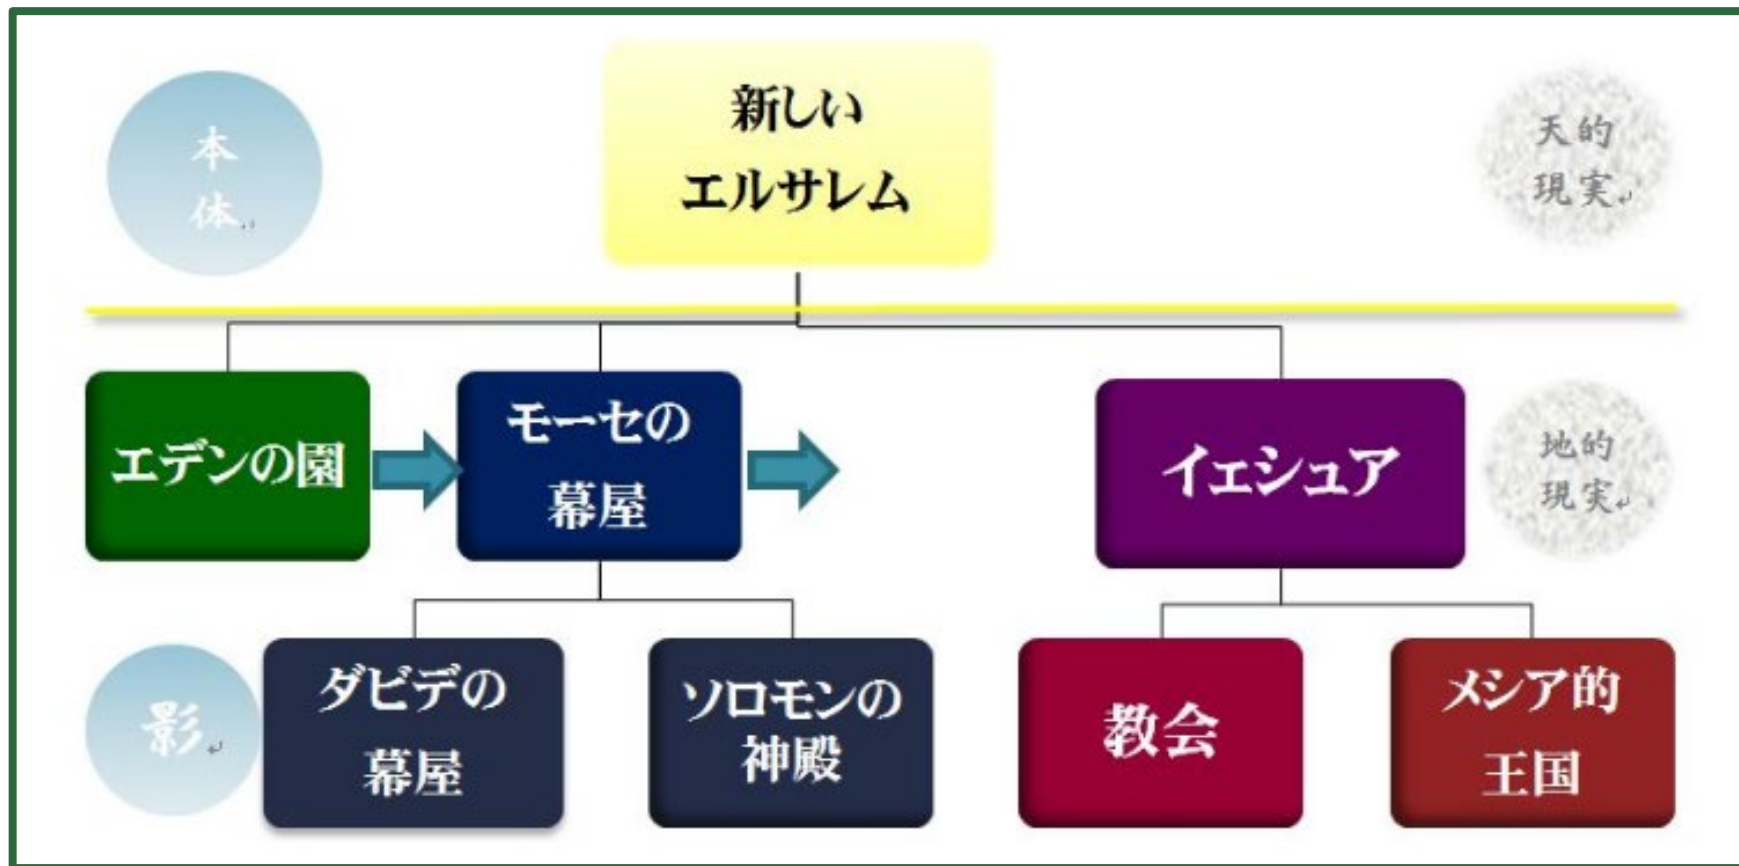 本
体
新しい
エルサレム
天的
現実
エデンの園
モーセの
幕屋
イェシュア
地的
現実
影
ダビデの
幕屋
ソロモンの
神殿
教会
メシア的
王国